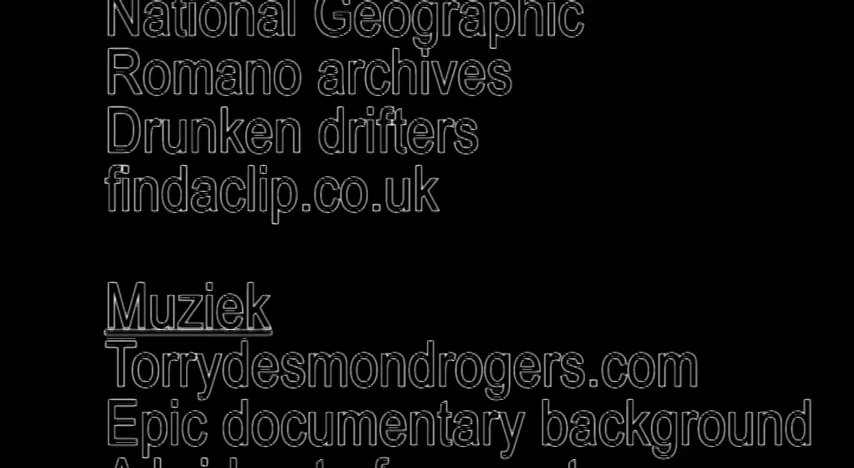 National Geographic
Romano archives
Drunken drifters
findaclip.co.uk
Muziek
Torrydesmondrogers.com
Epic documentary background